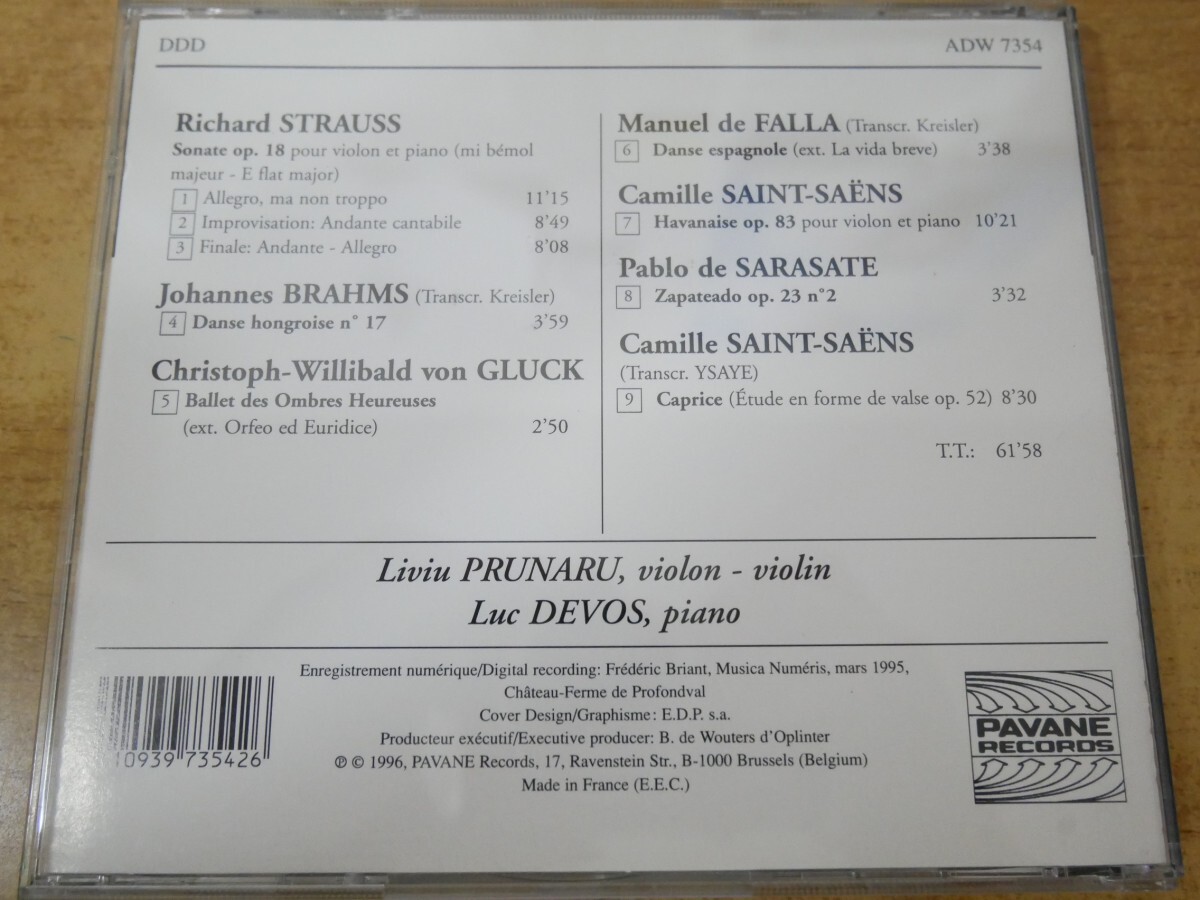 DDD
ADW 7354
Richard STRAUSS
Sonate op. 18 pour violon et piano (mi bémol
majeur - E flat major)
1 Allegro, ma non troppo 11'15
2 Improvisation: Andante cantabile 8'49
3 Finale: Andante - Allegro 8'08
Johannes BRAHMS (Transcr. Kreisler)
4 Danse hongroise n° 17 3'59
Christoph-Willibald von GLUCK
5 Ballet des Ombres Heureuses
(ext. Orfeo ed Euridice) 2'50
Manuel de FALLA (Transcr. Kreisler)
6 Danse espagnole (ext. La vida breve) 3'38
Camille SAINT-SAËNS
7 Havanaise op. 83 pour violon et piano 10'21
Pablo de SARASATE
8 Zapateado op. 23 n°2 3'32
Camille SAINT-SAËNS
(Transcr. YSAYE)
9 Caprice (Étude en forme de valse op. 52) 8'30
T.T.: 61'58
Liviu PRUNARU, violon - violin
Luc DEVOS, piano
Enregistrement numérique/Digital recording: Frédéric Briant, Musica Numéris, mars 1995,
Château-Ferme de Profondval
Cover Design/Graphisme: E.D.P. s.a.
Producteur exécutif/Executive producer: B. de Wouters d'Oplinter
℗ © 1996, PAVANE Records, 17, Ravenstein Str., B-1000 Brussels (Belgium)
Made in France (E.E.C.)
10939 735426
PAVANE
RECORDS